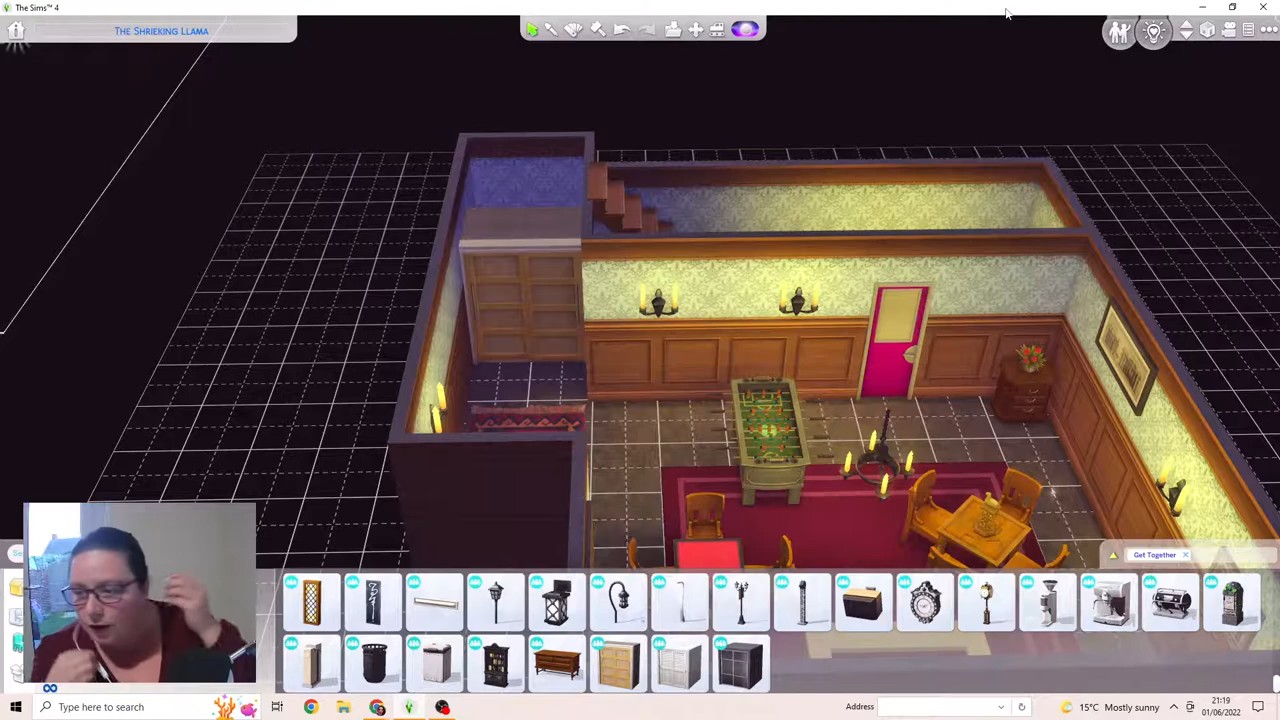 The Sims™ 4
The Shrieking Llama
Get Together
Type here to search
Address
15°C Mostly sunny
21:19
01/06/2022